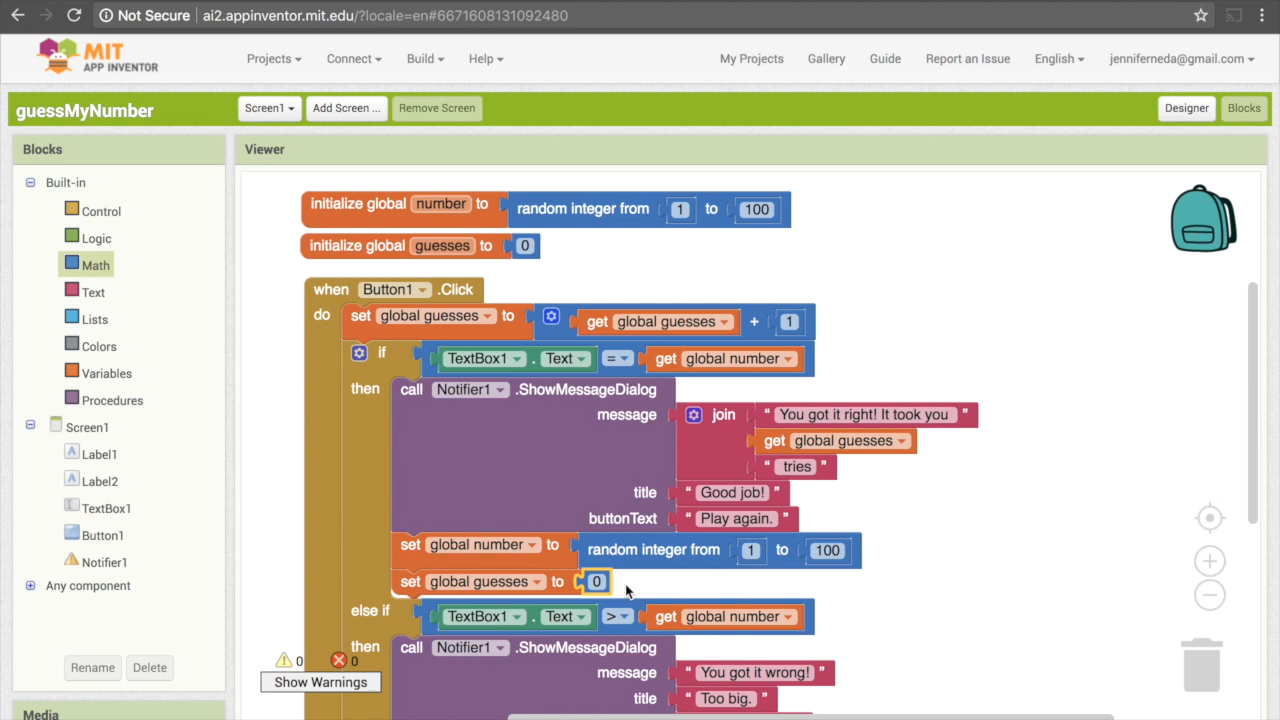 Not Secure | ai2.appinventor.mit.edu/?locale=en#6671608131092480
MIT
APP INVENTOR
Projects Connect Build Help My Projects Gallery Guide Report an Issue English jenniferneda@gmail.com
guessMyNumber Screen1 Add Screen ... Remove Screen Designer Blocks
Blocks
Viewer
Built-in
Control
Logic
Math
Text
Lists
Colors
Variables
Procedures
Screen1
Label1
Label2
TextBox1
Button1
Notifier1
Any component
Rename Delete
Media
initialize global number to random integer from 1 to 100
initialize global guesses to 0
when Button1 .Click
do set global guesses to get global guesses + 1
if TextBox1 . Text = get global number
then call Notifier1 .ShowMessageDialog
message join " You got it right! It took you "
get global guesses
" tries "
title " Good job! "
buttonText " Play again. "
set global number to random integer from 1 to 100
set global guesses to 0
else if TextBox1 . Text > get global number
then call Notifier1 .ShowMessageDialog
message " You got it wrong! "
title " Too big. "
0 0
Show Warnings